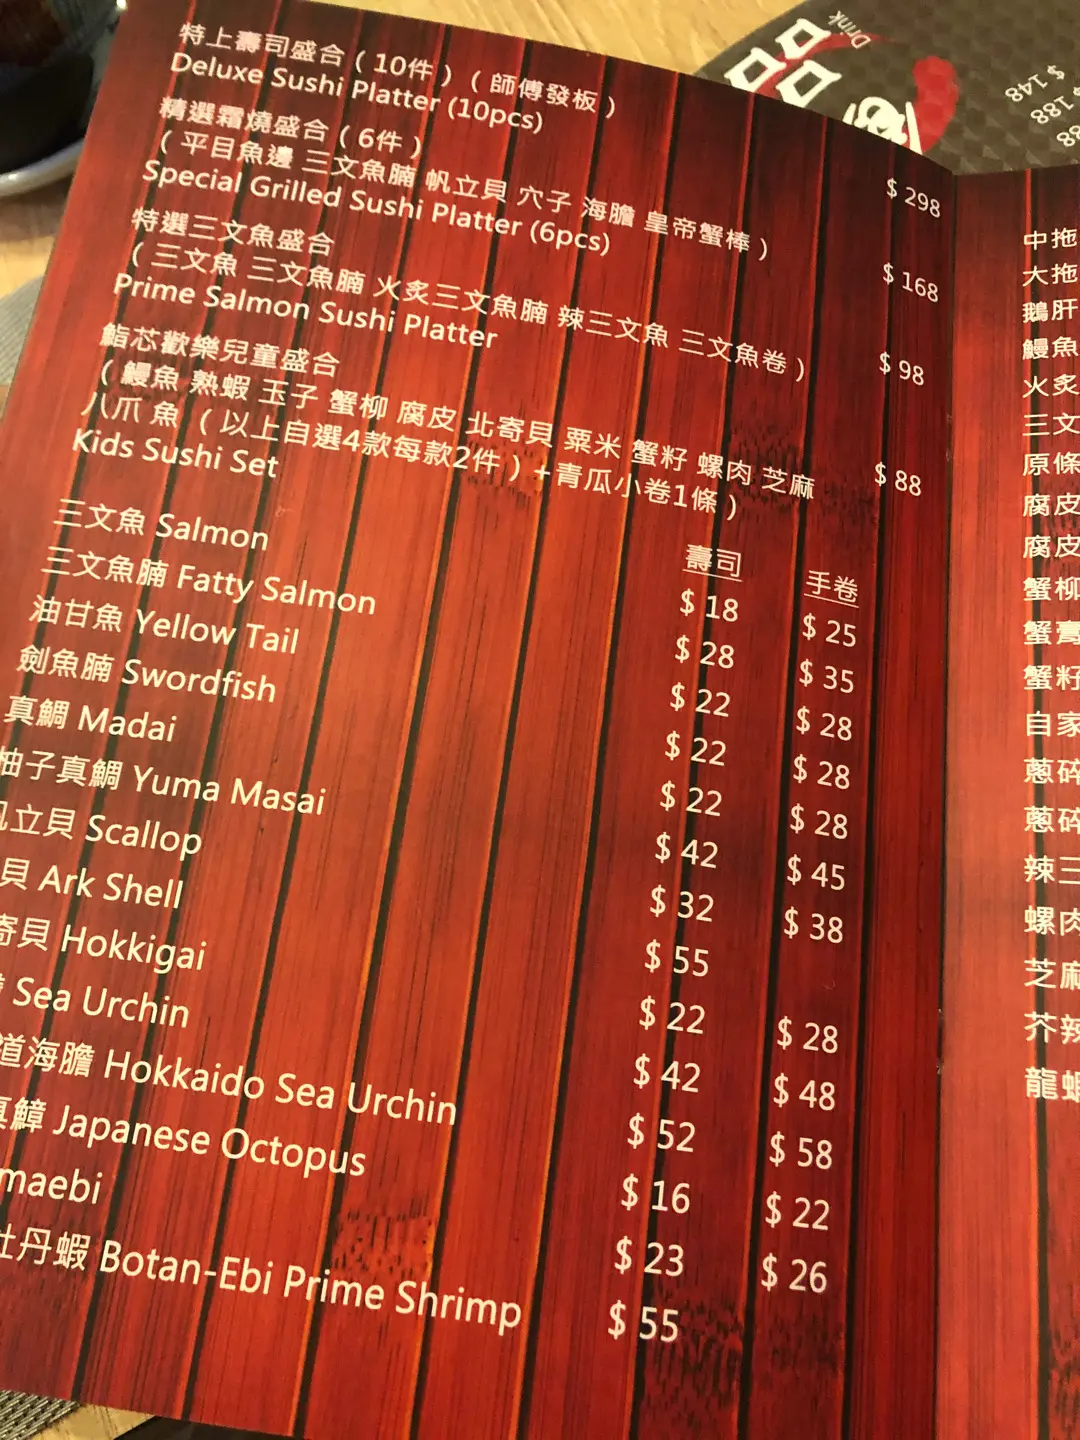 特上壽司盛合 ( 10件 ) ( 師傅發板 )
Deluxe Sushi Platter (10pcs) $ 298
精選霜燒盛合 ( 6件 )
( 平目魚邊 三文魚腩 帆立貝 穴子 海膽 皇帝蟹棒 )
Special Grilled Sushi Platter (6pcs) $ 168
特選三文魚盛合
( 三文魚 三文魚腩 火炙三文魚腩 辣三文魚 三文魚卷 )
Prime Salmon Sushi Platter $ 98
鮨芯歡樂兒童盛合
( 鰻魚 熟蝦 玉子 蟹柳 腐皮 北寄貝 粟米 蟹籽 螺肉 芝麻
八爪魚 ( 以上自選4款每款2件 ) +青瓜小卷1條 )
Kids Sushi Set $ 88
壽司 手卷
三文魚 Salmon $ 18 $ 25
三文魚腩 Fatty Salmon $ 28 $ 35
油甘魚 Yellow Tail $ 22 $ 28
劍魚腩 Swordfish $ 22 $ 28
真鯛 Madai $ 22 $ 28
柚子真鯛 Yuma Masai $ 42 $ 45
帆立貝 Scallop $ 32 $ 38
貝 Ark Shell $ 55
寄貝 Hokkigai $ 22 $ 28
Sea Urchin $ 42 $ 48
道海膽 Hokkaido Sea Urchin $ 52 $ 58
Japanese Octopus $ 16 $ 22
maebi $ 23 $ 26
牡丹蝦 Botan-Ebi Prime Shrimp $ 55
Drink
$ 148
188
中拖
大拖
鵝肝
鰻魚
火炙
三文
原條
腐皮
腐皮
蟹柳
蟹膏
蟹籽
自家
蔥碎
蔥碎
辣三
螺肉
芝麻
芥辣
龍蝦